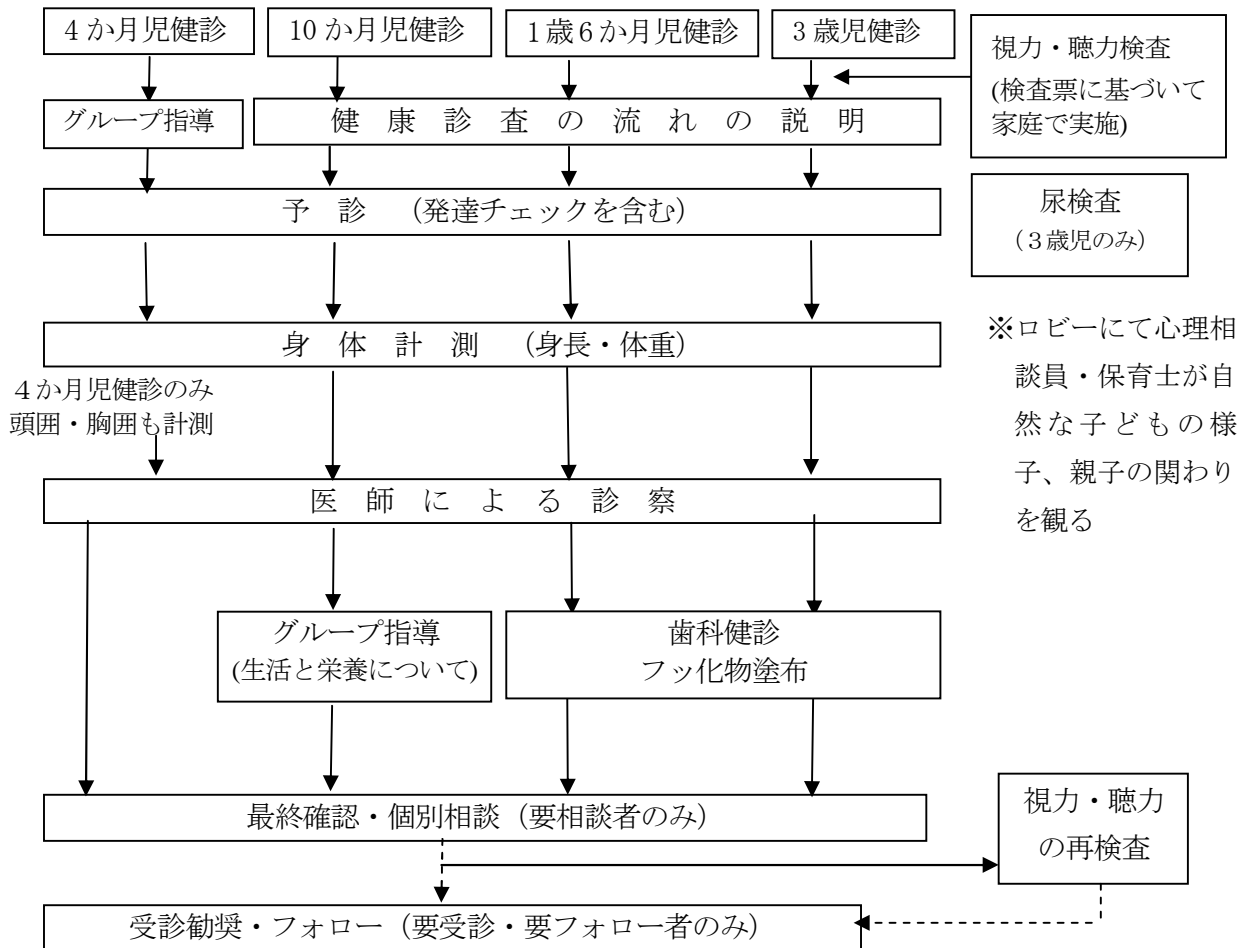 4か月児健診
10か月児健診
1歳6か月児健診
3歳児健診
視力・聴力検査
(検査票に基づいて
家庭で実施)
グループ指導
健康診査の流れの説明
予診 (発達チェックを含む)
尿検査
(3歳児のみ)
身体計測 (身長・体重)
※ロビーにて心理相
談員・保育士が自
然な子どもの様
子、親子の関わり
を観る
4か月児健診のみ
頭囲・胸囲も計測
医師による診察
グループ指導
(生活と栄養について)
歯科健診
フッ化物塗布
最終確認・個別相談 (要相談者のみ)
視力・聴力
の再検査
受診勧奨・フォロー (要受診・要フォロー者のみ)